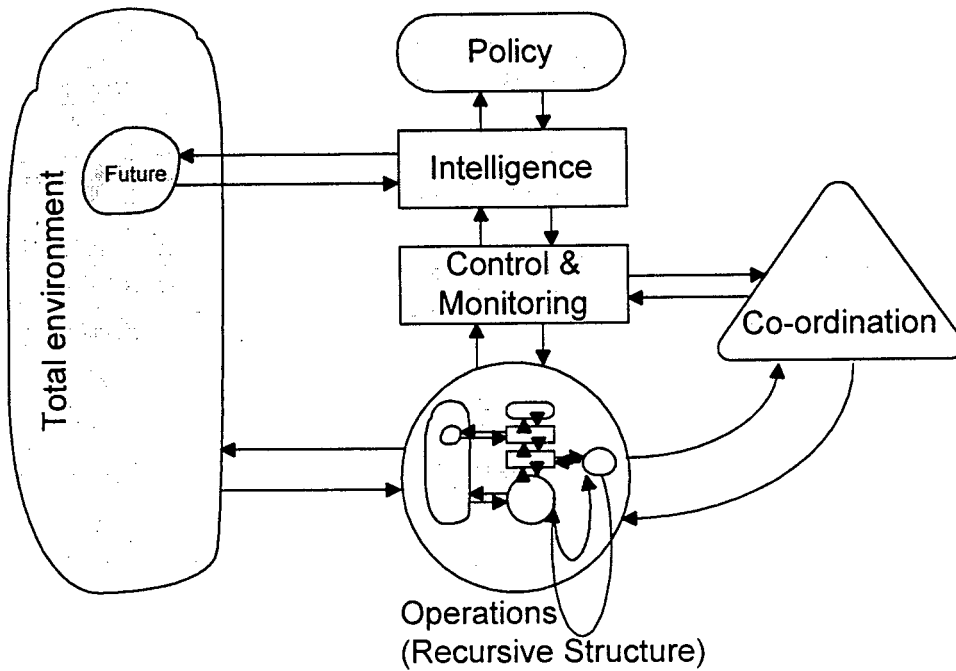 Policy
Intelligence
Future
Total environment
Control &
Monitoring
Co-ordination
Operations
(Recursive Structure)